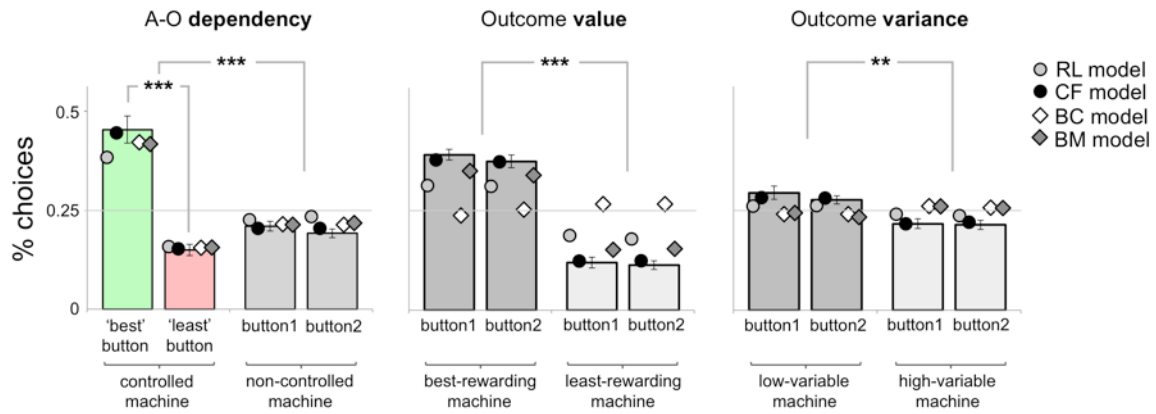 A-O dependency
Outcome value
Outcome variance
***
***
***
**
RL model
CF model
BC model
BM model
% choices
0.5
0.25
0
'best' button
'least' button
button1
button2
button1
button2
button1
button2
button1
button2
button1
button2
controlled machine
non-controlled machine
best-rewarding machine
least-rewarding machine
low-variable machine
high-variable machine